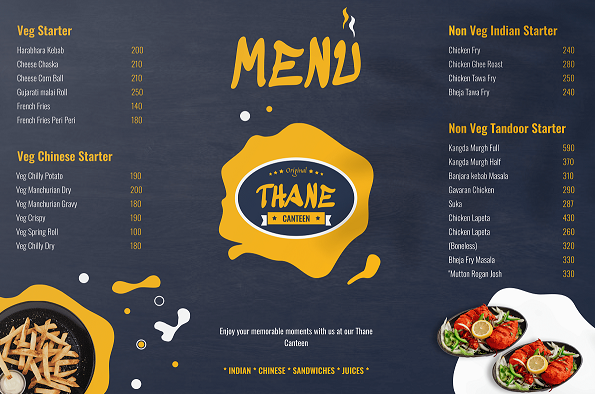 Veg Starter
Harabhara Kebab 200
Cheese Chaska 210
Cheese Corn Ball 210
Gujarati malai Roll 250
French Fries 140
French Fries Peri Peri 180
Veg Chinese Starter
Veg Chilly Potato 190
Veg Manchurian Dry 200
Veg Manchurian Gravy 180
Veg Crispy 190
Veg Spring Roll 100
Veg Chilly Dry 180
MENU
Original
THANE
CANTEEN
Enjoy your memorable moments with us at our Thane
Canteen
* INDIAN * CHINESE * SANDWICHES * JUICES *
Non Veg Indian Starter
Chicken Fry 240
Chicken Ghee Roast 280
Chicken Tawa Fry 250
Bheja Tawa Fry 240
Non Veg Tandoor Starter
Kangda Murgh Full 590
Kangda Murgh Half 370
Banjara kebab Masala 310
Gavaran Chicken 290
Suka 287
Chicken Lapeta 430
Chicken Lapeta 260
(Boneless) 320
Bheja Fry Masala 330
"Mutton Rogan Josh 330